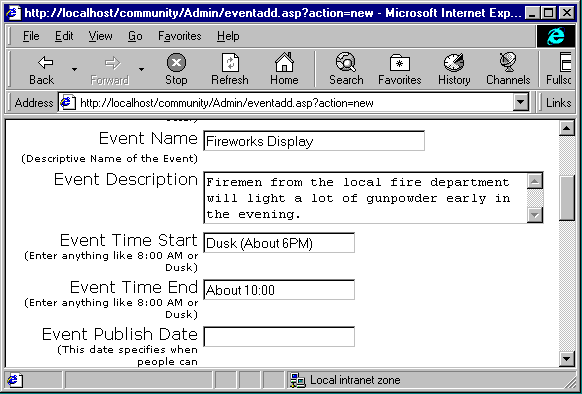 http://localhost/community/Admin/eventadd.asp?action=new - Microsoft Internet Exp...
File Edit View Go Favorites Help
Back Forward Stop Refresh Home Search Favorites History Channels Fullsc
Address http://localhost/community/Admin/eventadd.asp?action=new Links
Event Name Fireworks Display
(Descriptive Name of the Event)
Event Description Firemen from the local fire department
will light a lot of gunpowder early in
the evening.
Event Time Start Dusk (About 6PM)
(Enter anything like 8:00 AM or
Dusk)
Event Time End About 10:00
(Enter anything like 8:00 AM or
Dusk)
Event Publish Date
(This date specifies when
people can
Local intranet zone